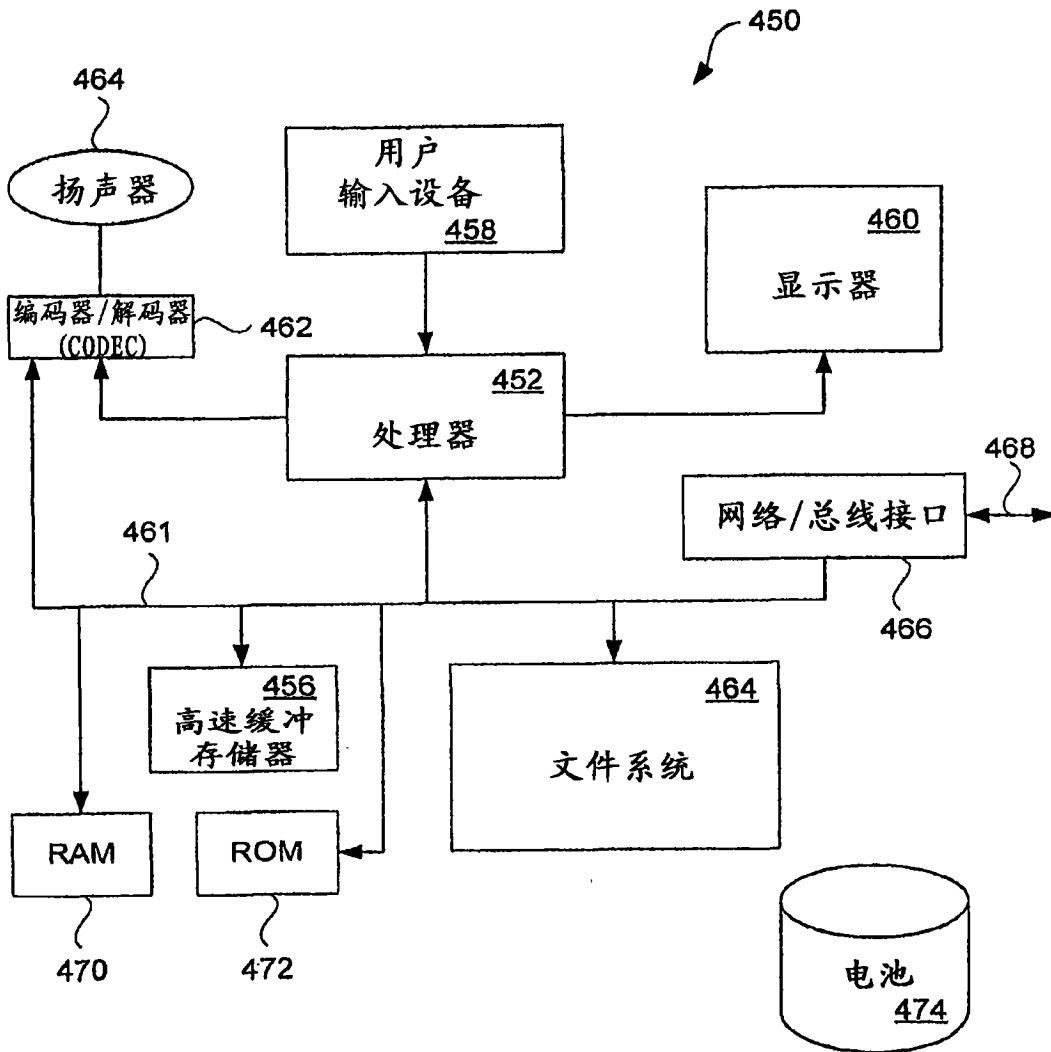 450
464
扬声器
用户
输入设备
458
460
显示器
编码器/解码器
(CODEC)
462
452
处理器
468
网络/总线接口
466
461
456
高速缓冲
存储器
464
文件系统
RAM
470
ROM
472
电池
474